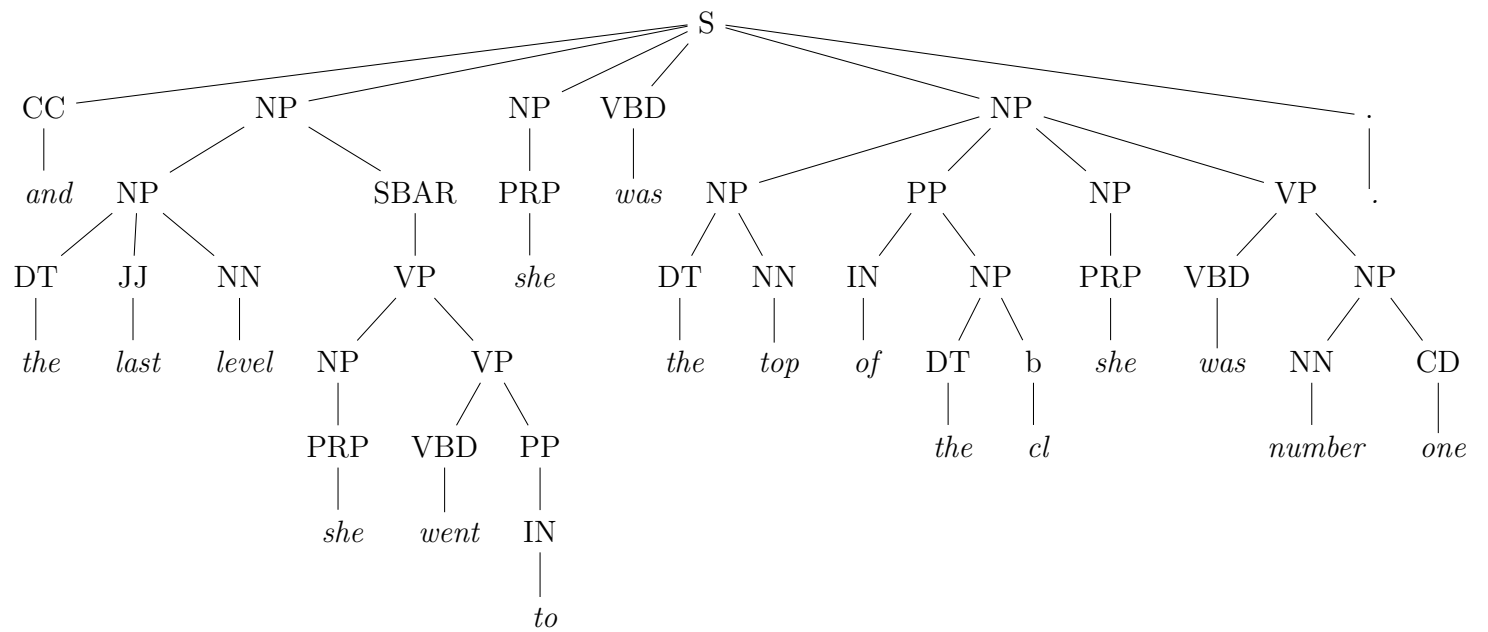 S
CC NP NP VBD NP .
and NP SBAR PRP was NP PP NP VP .
DT JJ NN VP she DT NN IN NP PRP VBD NP
the last level NP VP the top of DT b she was NN CD
PRP VBD PP the cl number one
she went IN
to